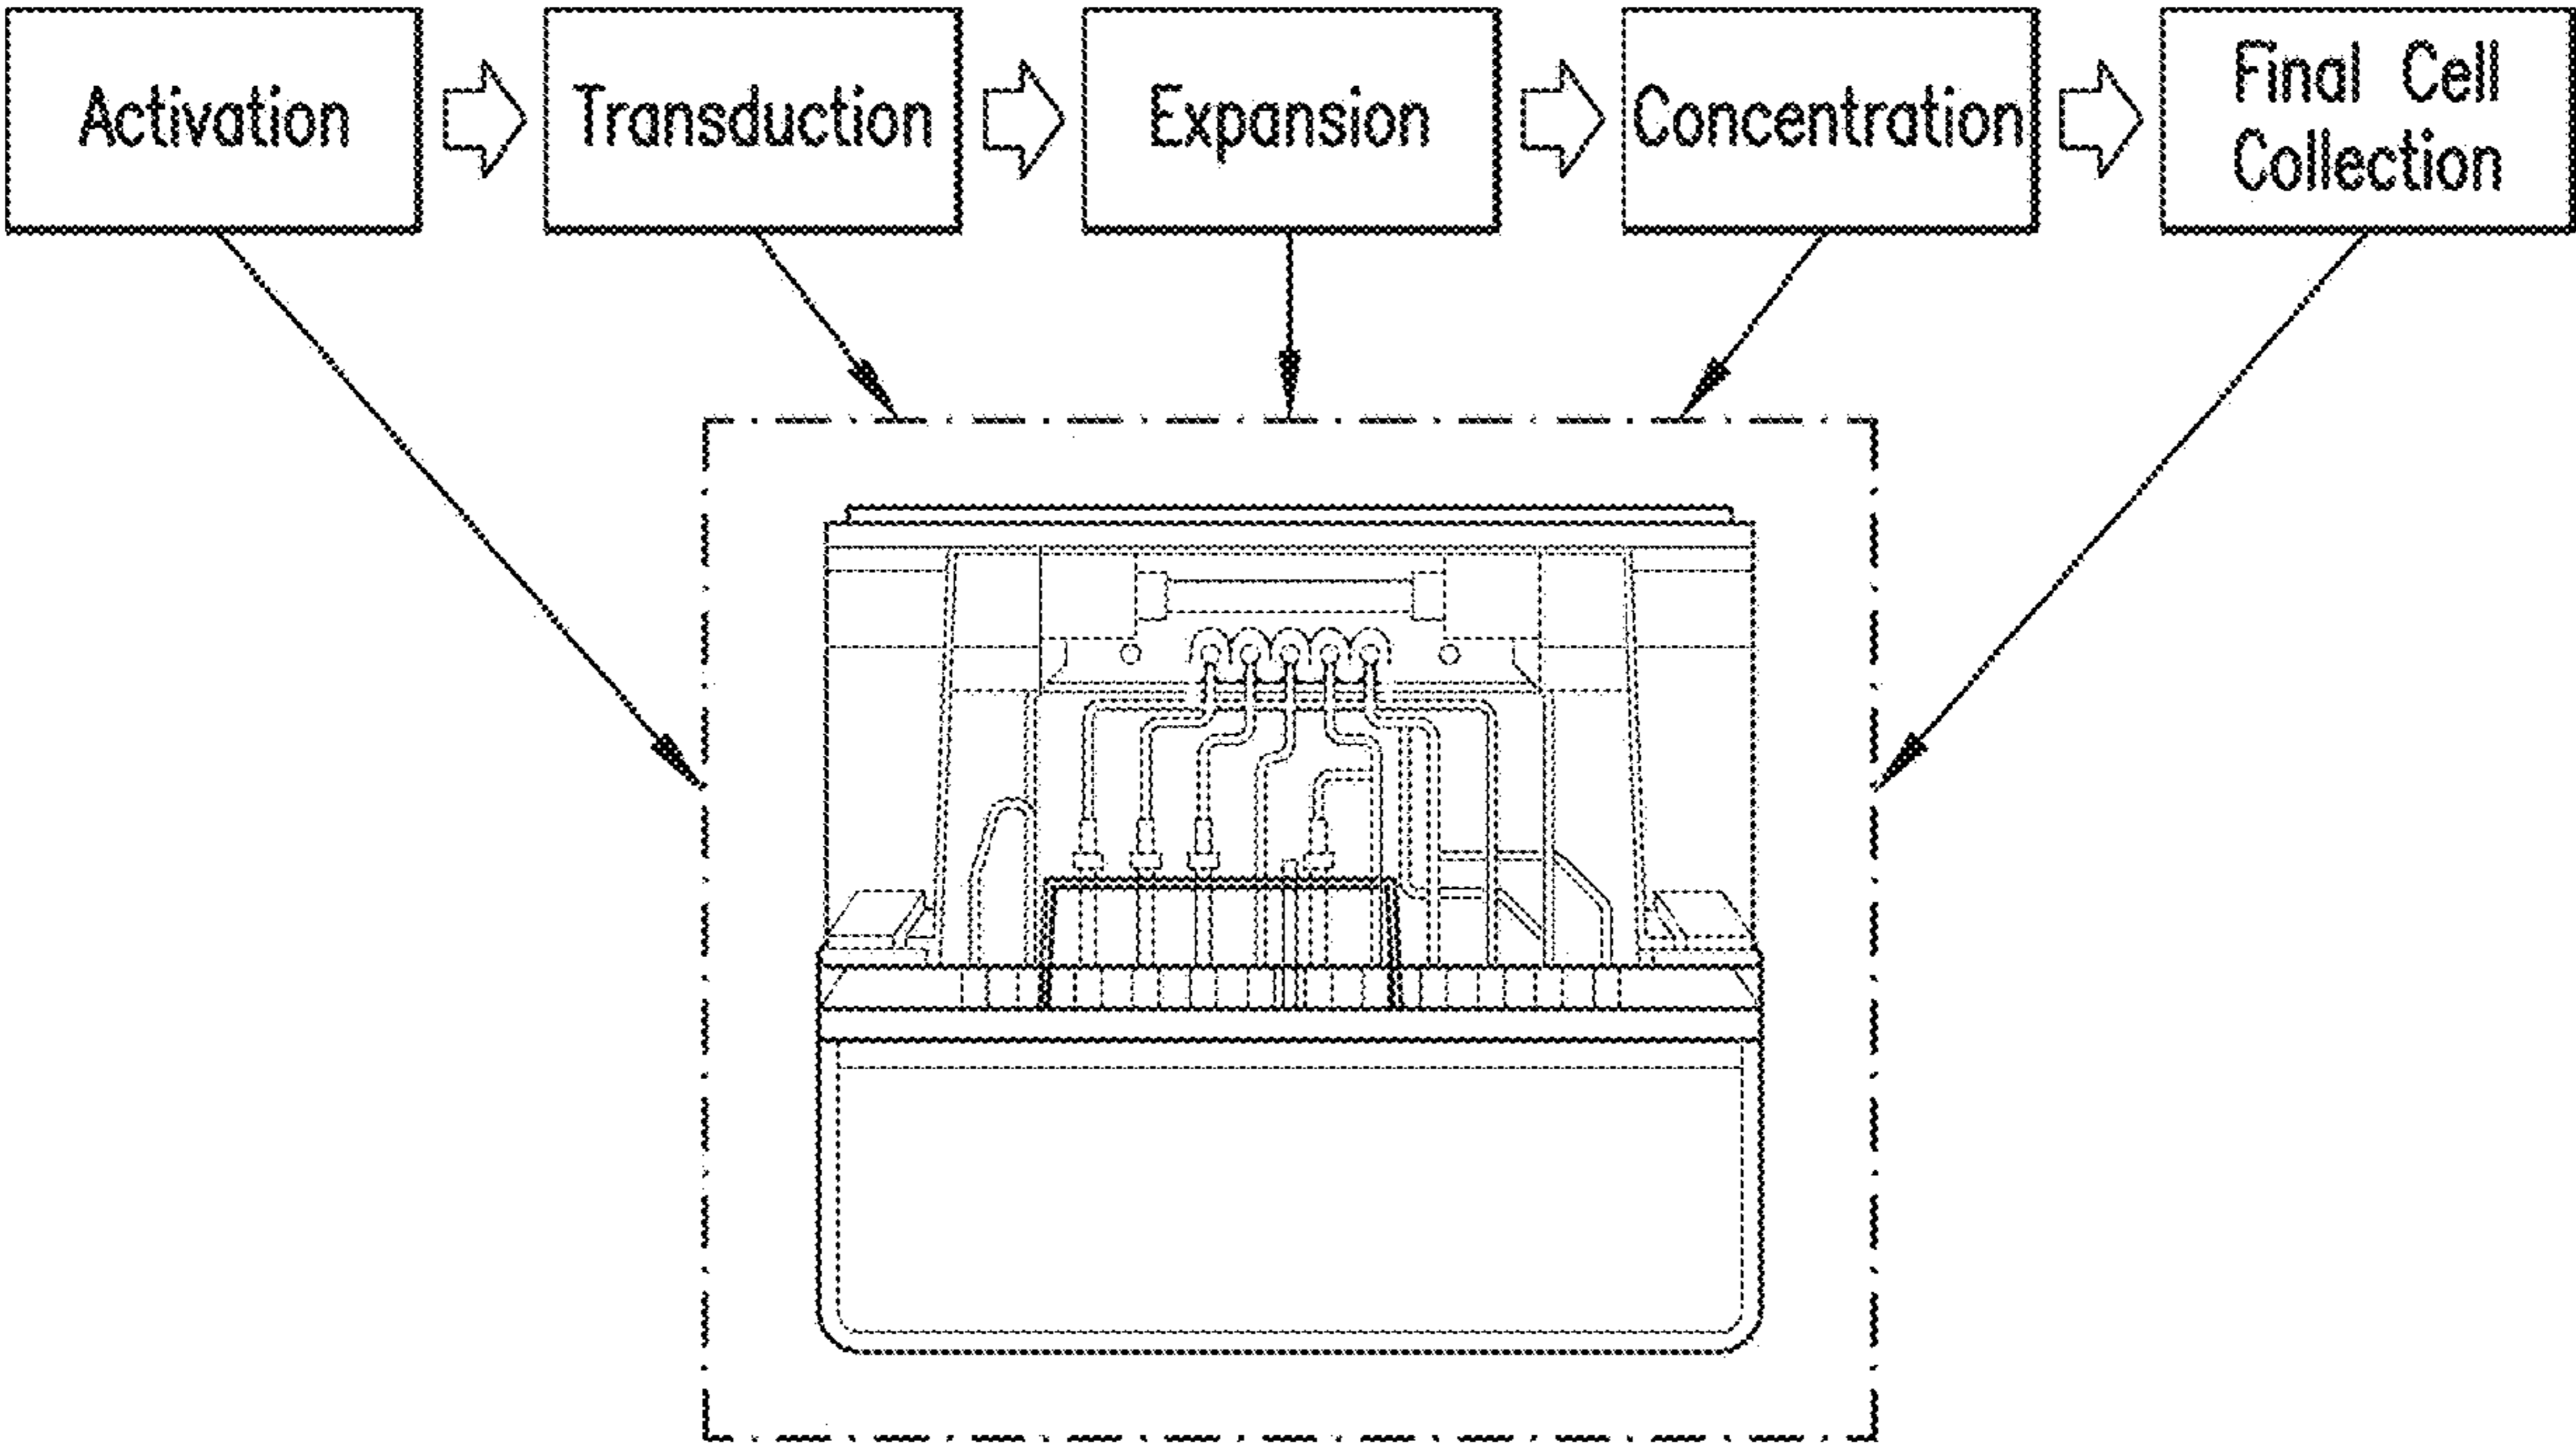 Activation
Transduction
Expansion
Concentration
Final Cell
Collection